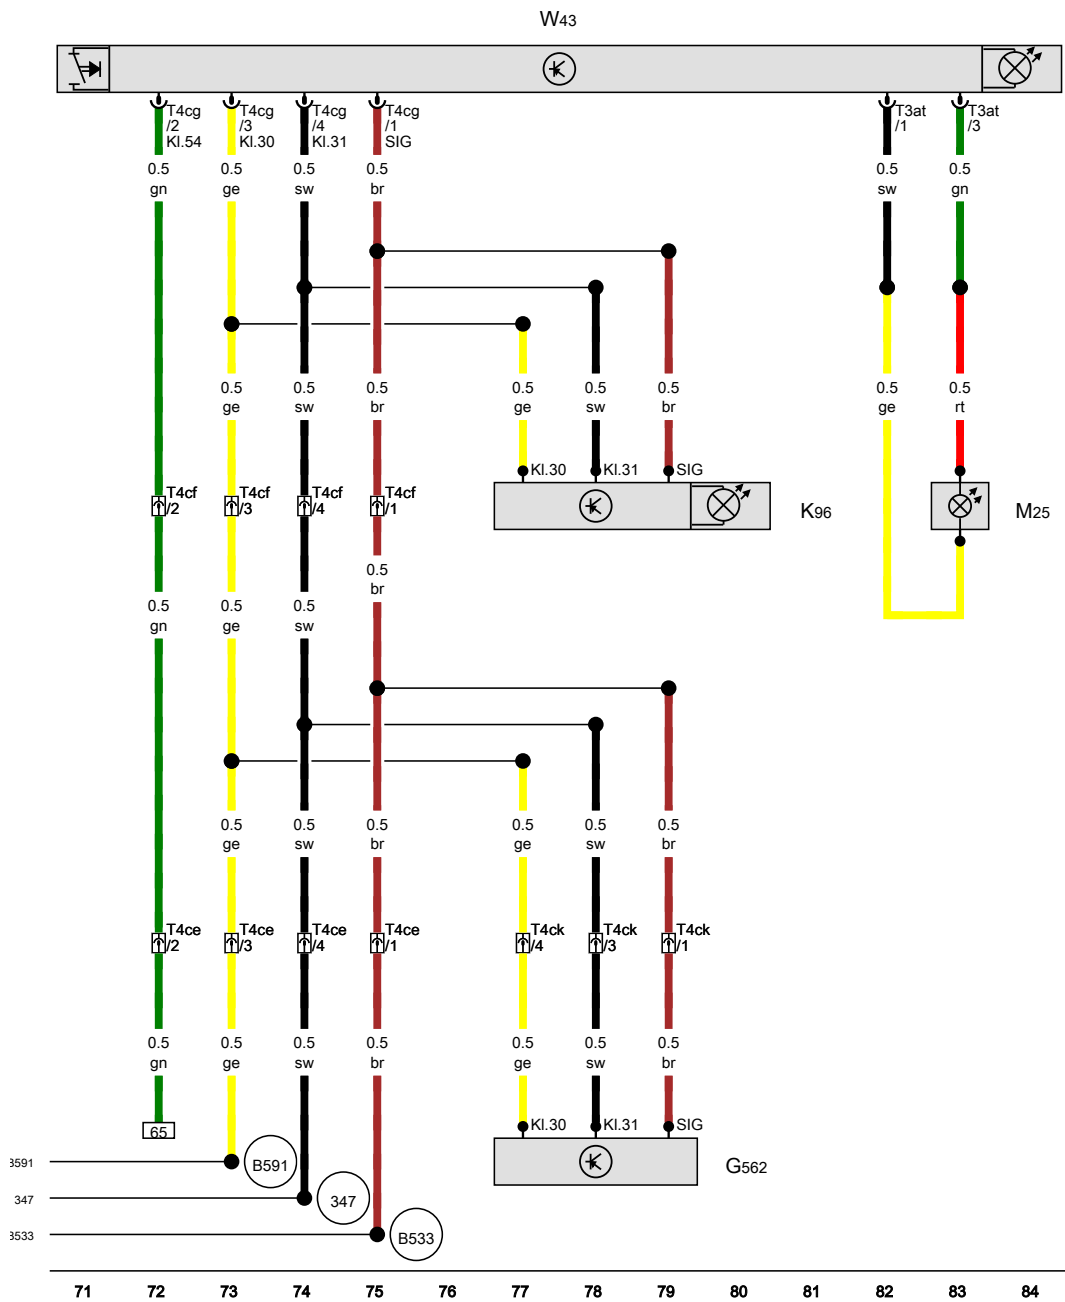 W43
T4cg T4cg T4cg T4cg T3at T3at
/2 /3 /4 /1 /1 /3
Kl.54 Kl.30 Kl.31 SIG
0.5 0.5 0.5 0.5 0.5 0.5
gn ge sw br sw gn
0.5 0.5 0.5 0.5 0.5 0.5 0.5 0.5
ge sw br ge sw br ge rt
Kl.30 Kl.31 SIG
T4cf T4cf T4cf T4cf
/2 /3 /4 /1
K96 M25
0.5
br
0.5 0.5 0.5
gn ge sw
0.5 0.5 0.5 0.5 0.5 0.5
ge sw br ge sw br
T4ce T4ce T4ce T4ce T4ck T4ck T4ck
/2 /3 /4 /1 /4 /3 /1
0.5 0.5 0.5 0.5 0.5 0.5 0.5
gn ge sw br ge sw br
65
Kl.30 Kl.31 SIG
G562
B591
347 347
B533
71 72 73 74 75 76 77 78 79 80 81 82 83 84